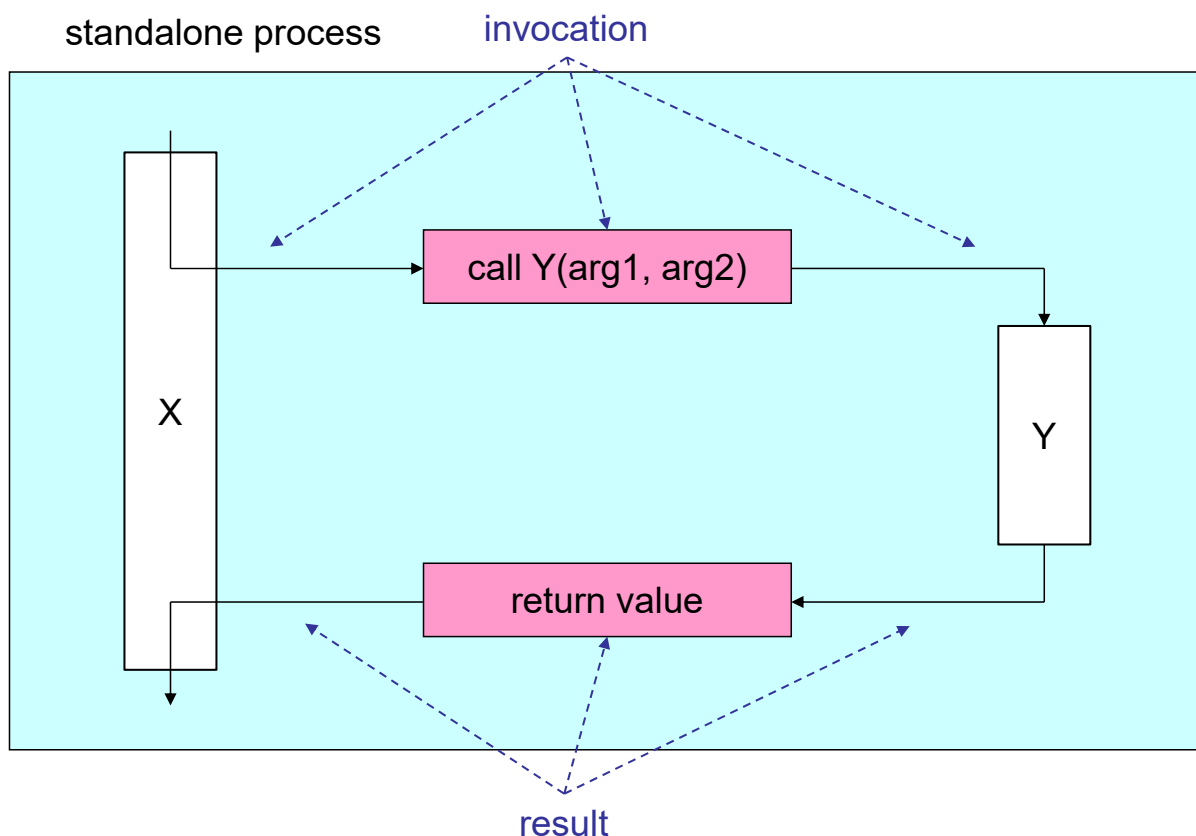 standalone process
invocation
call Y(arg1, arg2)
X
Y
return value
result